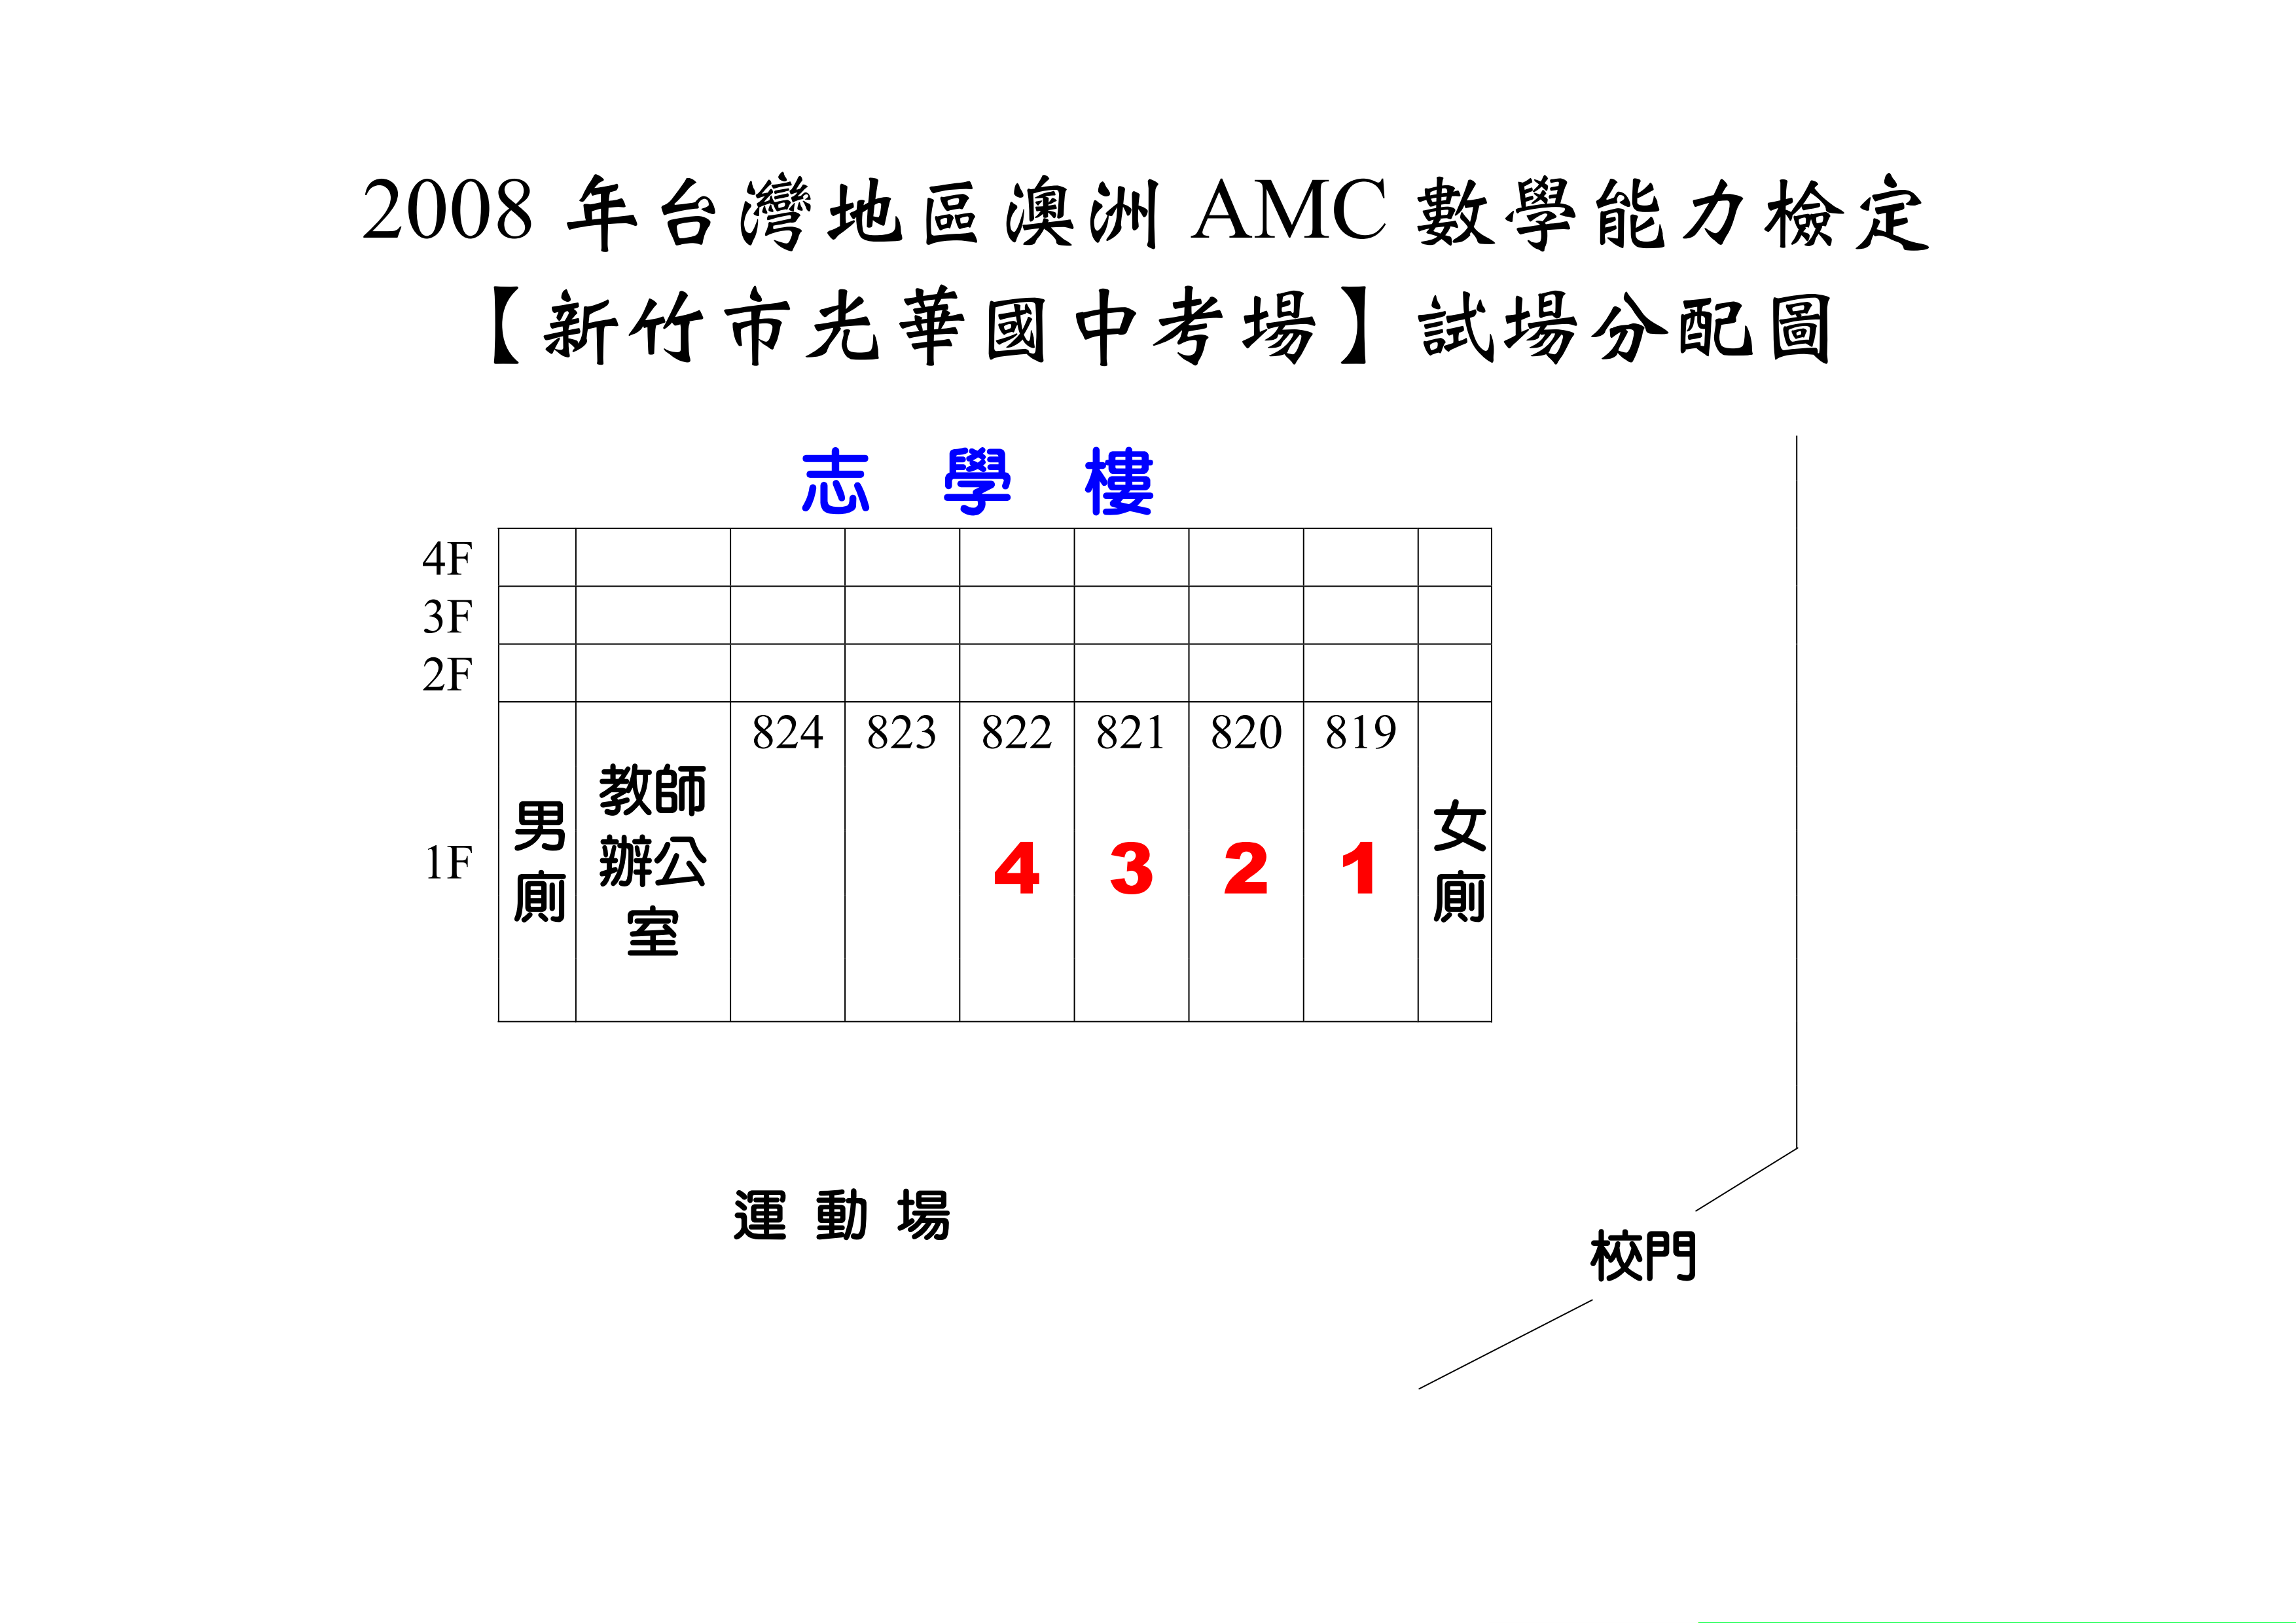 2008 年台灣地區澳洲 AMC 數學能力檢定
【新竹市光華國中考場】試場分配圖
志 學 樓
4F
3F
2F
824 823 822 821 820 819
1F
男
廁
教師
辦公
室
4 3 2 1
女
廁
運 動 場
校門